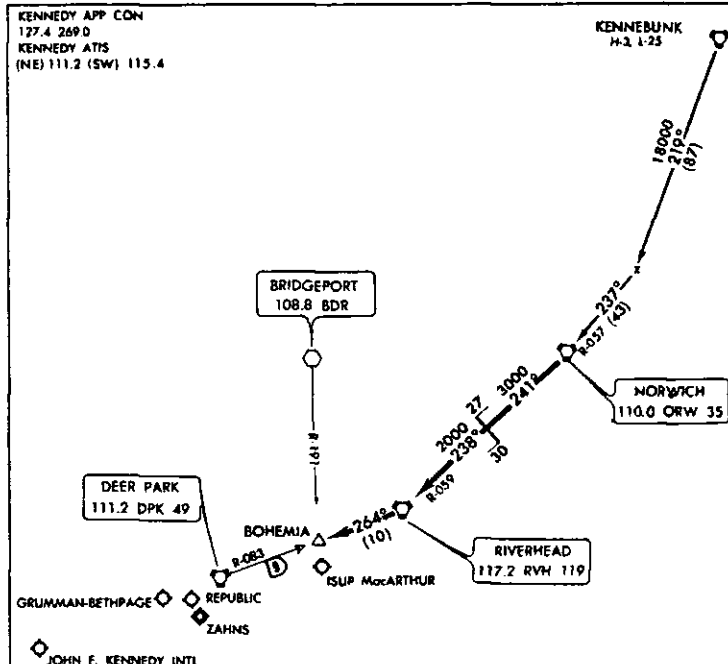 KENNEDY APP CON
127.4 269.0
KENNEDY ATIS
(NE) 111.2 (SW) 115.4
KENNEBUNK
H-3, L-25
18000
219°
(87)
BRIDGEPORT
108.8 BDR
237°
R-057 (43)
NORWICH
110.0 ORW 35
3000
241°
27
30
2000
238°
R-059
R-197
DEER PARK
111.2 DPK 49
BOHEMIA
264°
(10)
R-083
RIVERHEAD
117.2 RVH 119
ISLIP MacARTHUR
GRUMMAN-BETHPAGE
REPUBLIC
ZAHNS
JOHN F. KENNEDY INTL